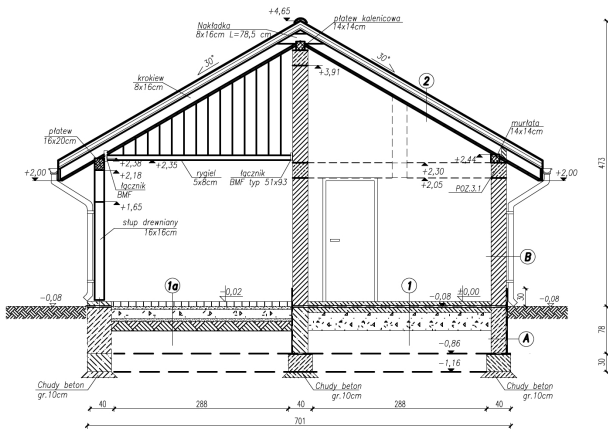 +4,65
Nakładka
8x16cm L=78,5 cm
płatew kalenicowa
14x14cm
30°
30°
+3,91
krokiew
8x16cm
2
473
płatew
16x20cm
murłata
14x14cm
+2,00
+2,38
+2,35
+2,44
+2,00
+2,18
łącznik
BMF
rygiel
5x8cm
łącznik
BMF typ 51x93
+2,30
+2,05
POZ.3.1.
+1,65
słup drewniany
16x16cm
B
30
-0,08
1a
-0,02
1
-0,08
±0,00
-0,08
78
A
-0,86
-1,16
30
Chudy beton
gr.10cm
Chudy beton
gr.10cm
Chudy beton
gr.10cm
40
288
40
288
40
701